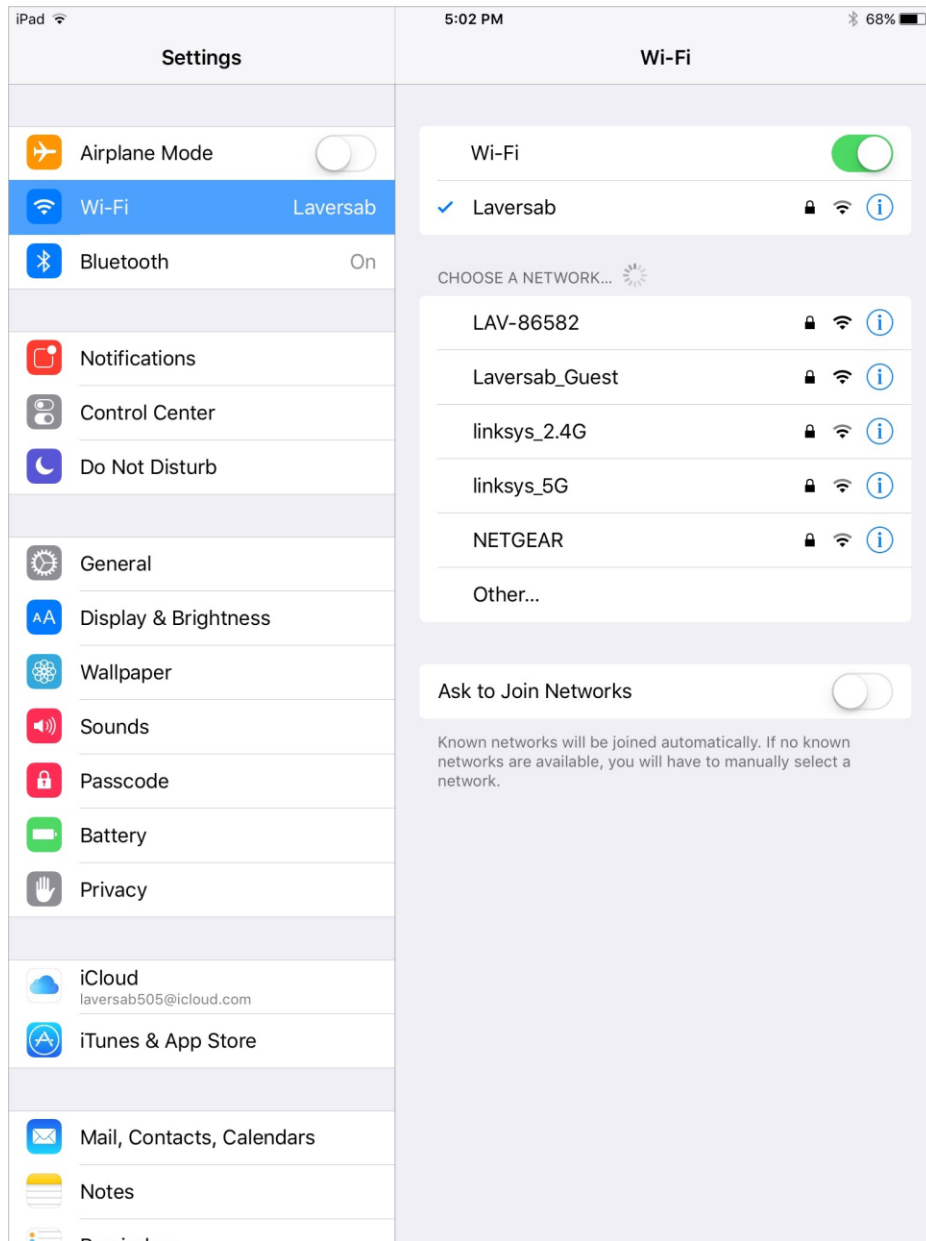 iPad
5:02 PM
68%
Settings
Wi-Fi
Airplane Mode
Wi-Fi Laversab
Bluetooth On
Notifications
Control Center
Do Not Disturb
General
AA Display & Brightness
Wallpaper
Sounds
Passcode
Battery
Privacy
iCloud
laversab505@icloud.com
iTunes & App Store
Mail, Contacts, Calendars
Notes
Wi-Fi
Laversab
CHOOSE A NETWORK...
LAV-86582
Laversab_Guest
linksys_2.4G
linksys_5G
NETGEAR
Other...
Ask to Join Networks
Known networks will be joined automatically. If no known
networks are available, you will have to manually select a
network.